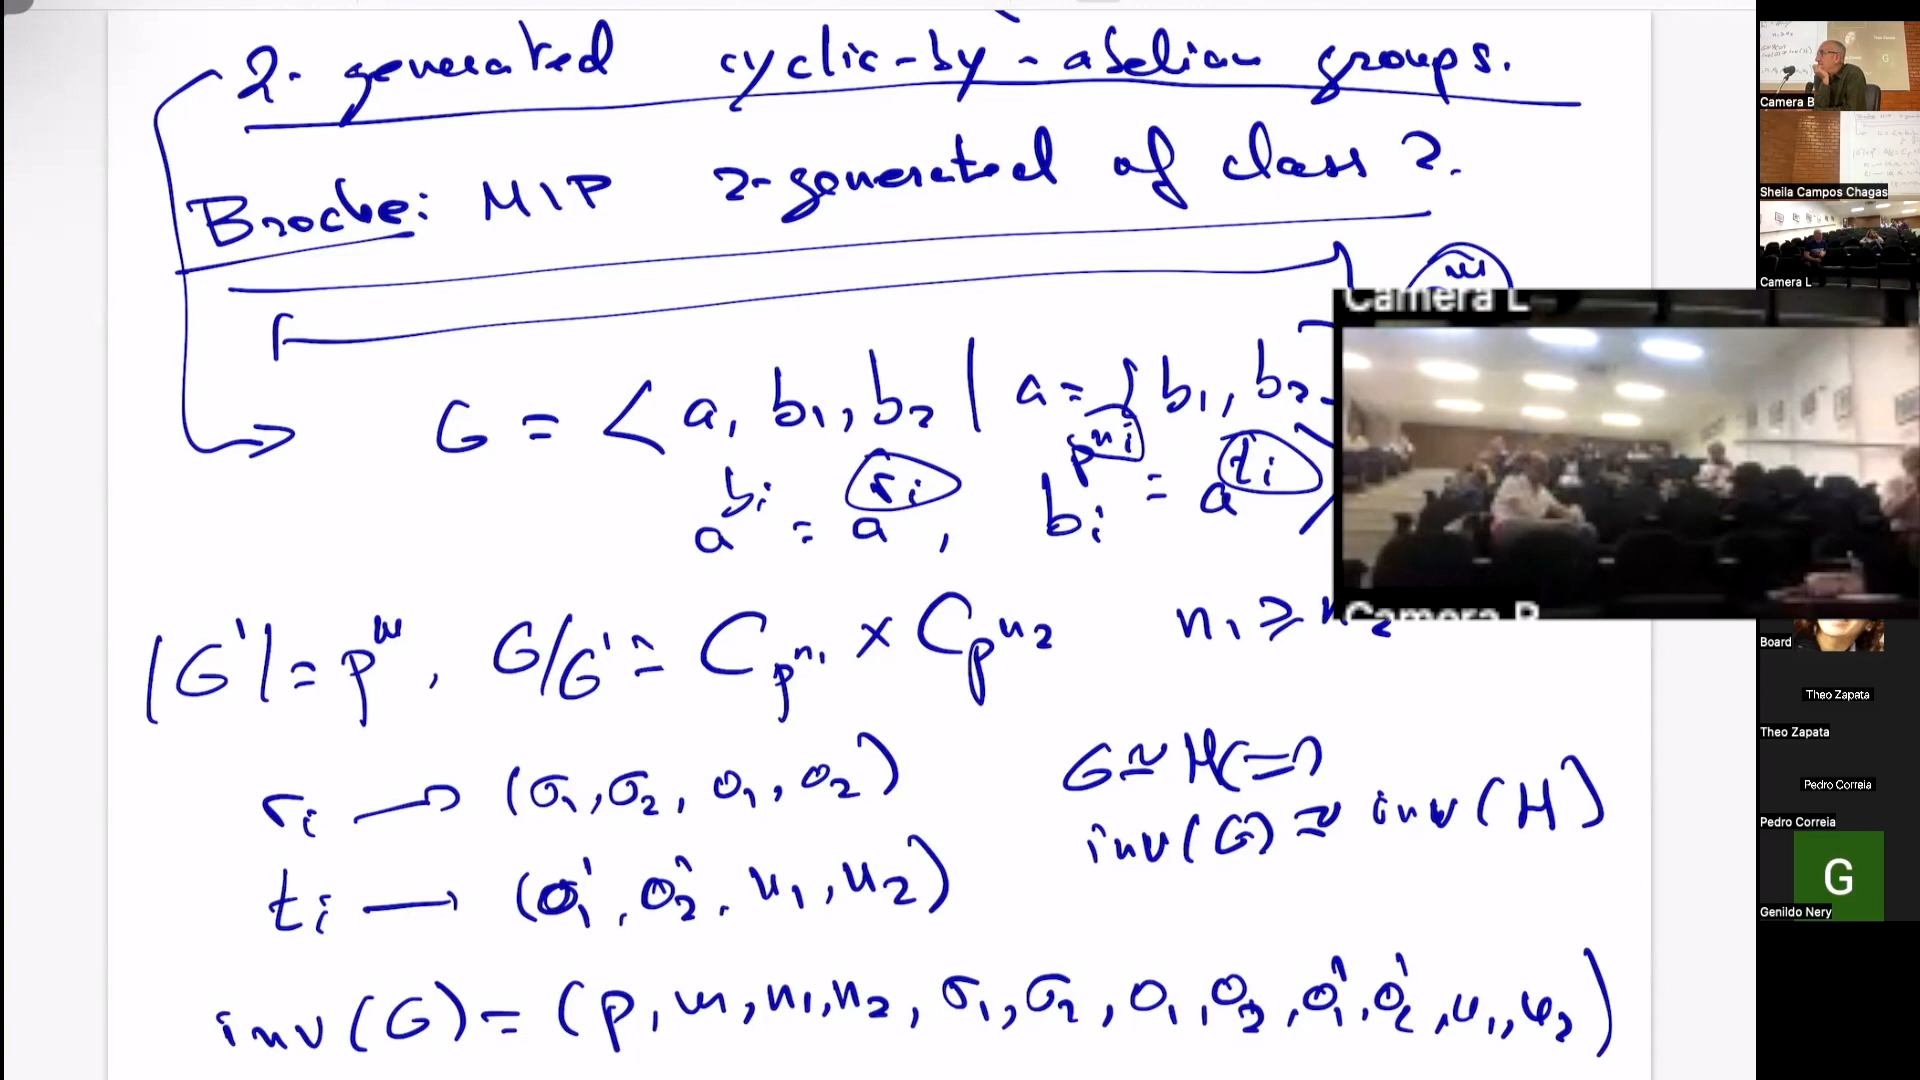 2-generated cyclic-by-abelian groups.
Broche: MIP 2-generated of class 2.
m
G = < a, b₁, b₂ | a = [b₁, b₂
a^{bᵢ} = a^{rᵢ}, bᵢ^{p^{nᵢ}} = a^{tᵢ} >
|G'| = p^m, G/G' ≅ C_{p^{n₁}} × C_{p^{n₂}} n₁ ≥ n₂
rᵢ → (σ₁, σ₂, o₁, o₂)
G ≅ H <=>
inv(G) ≅ inv(H)
tᵢ → (o₁', o₂', u₁, u₂)
inv(G) = (p, m, n₁, n₂, σ₁, σ₂, o₁, o₂, o₁', o₂', u₁, u₂)
Camera B
Sheila Campos Chagas
Camera L
Camera L
Board
Theo Zapata
Theo Zapata
Pedro Correia
Pedro Correia
G
Genildo Nery